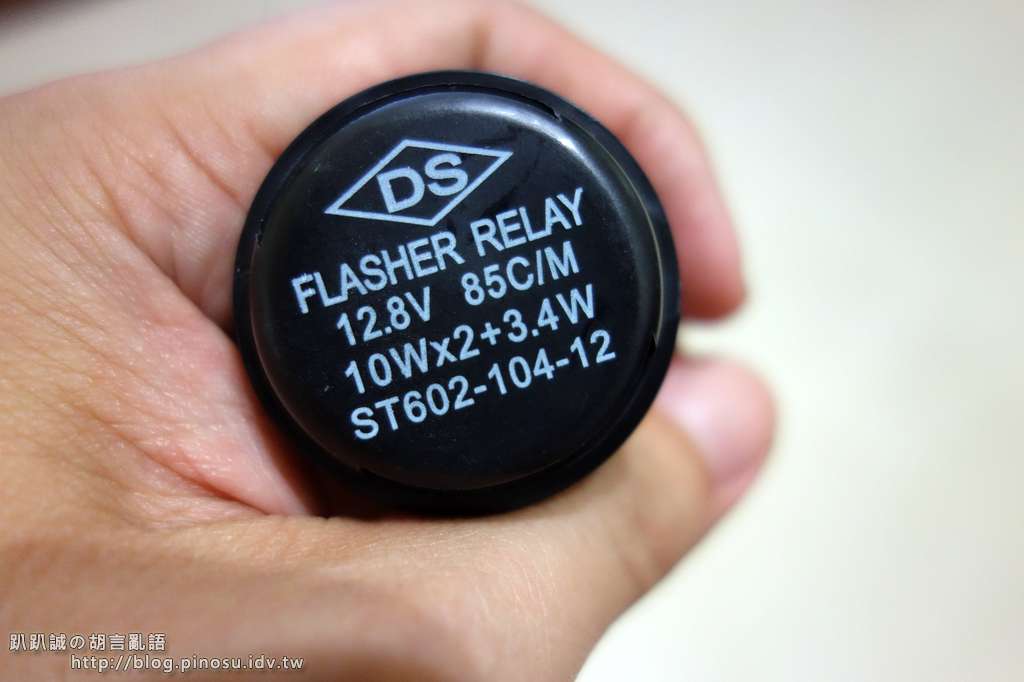 DS
FLASHER RELAY
12.8V 85C/M
10Wx2+3.4W
ST602-104-12
趴趴誠の胡言亂語
http://blog.pinosu.idv.tw